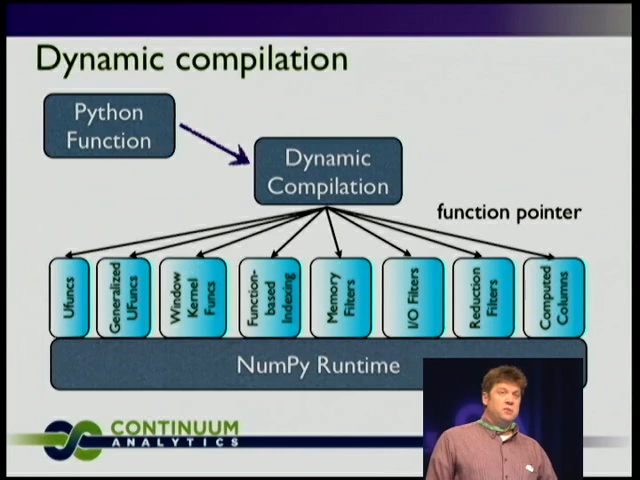 Dynamic compilation
Python
Function
Dynamic
Compilation
function pointer
Ufuncs
Generalized
UFuncs
Window
Kernel
Funcs
Function-
based
Indexing
Memory
Filters
I/O Filters
Reduction
Filters
Computed
Columns
NumPy Runtime
CONTINUUM
ANALYTICS